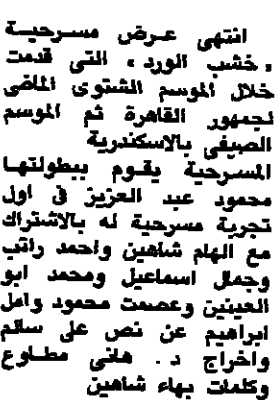 انتهى عرض مسرحية
« خشب الورد » التى قدمت
خلال الموسم الشتوى الماضى
لجمهور القاهرة ثم الموسم
الصيفى بالاسكندرية
المسرحية يقوم ببطولتها
محمود عبد العزيز فى اول
تجربة مسرحية له بالاشتراك
مع الهام شاهين واحمد راتب
وجمال اسماعيل ومحمد ابو
العينين وعصمت محمود وامل
ابراهيم عن نص على سالم
واخراج د . هانى مطاوع
وكلمات بهاء شاهين